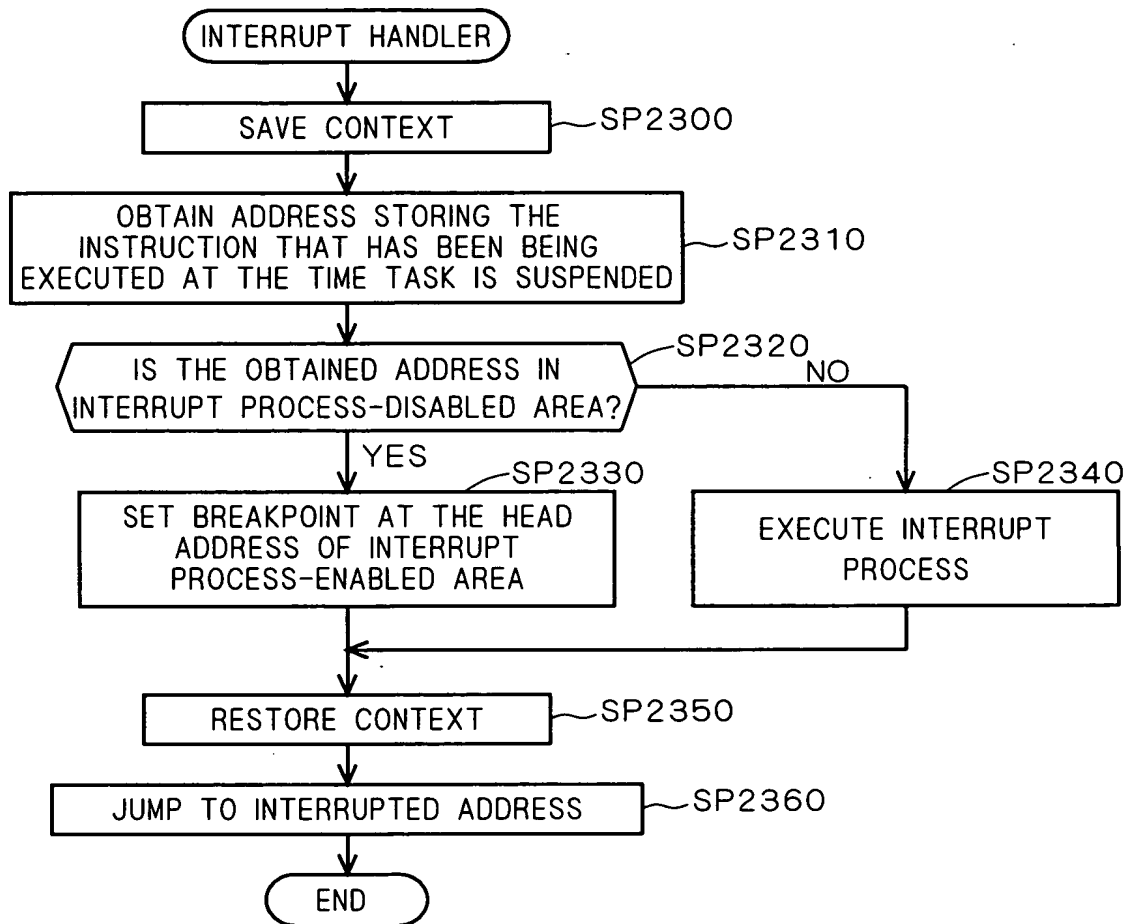 INTERRUPT HANDLER
SAVE CONTEXT
SP2300
OBTAIN ADDRESS STORING THE
INSTRUCTION THAT HAS BEEN BEING
EXECUTED AT THE TIME TASK IS SUSPENDED
SP2310
IS THE OBTAINED ADDRESS IN
INTERRUPT PROCESS-DISABLED AREA?
SP2320
NO
YES
SP2330
SET BREAKPOINT AT THE HEAD
ADDRESS OF INTERRUPT
PROCESS-ENABLED AREA
SP2340
EXECUTE INTERRUPT
PROCESS
RESTORE CONTEXT
SP2350
JUMP TO INTERRUPTED ADDRESS
SP2360
END